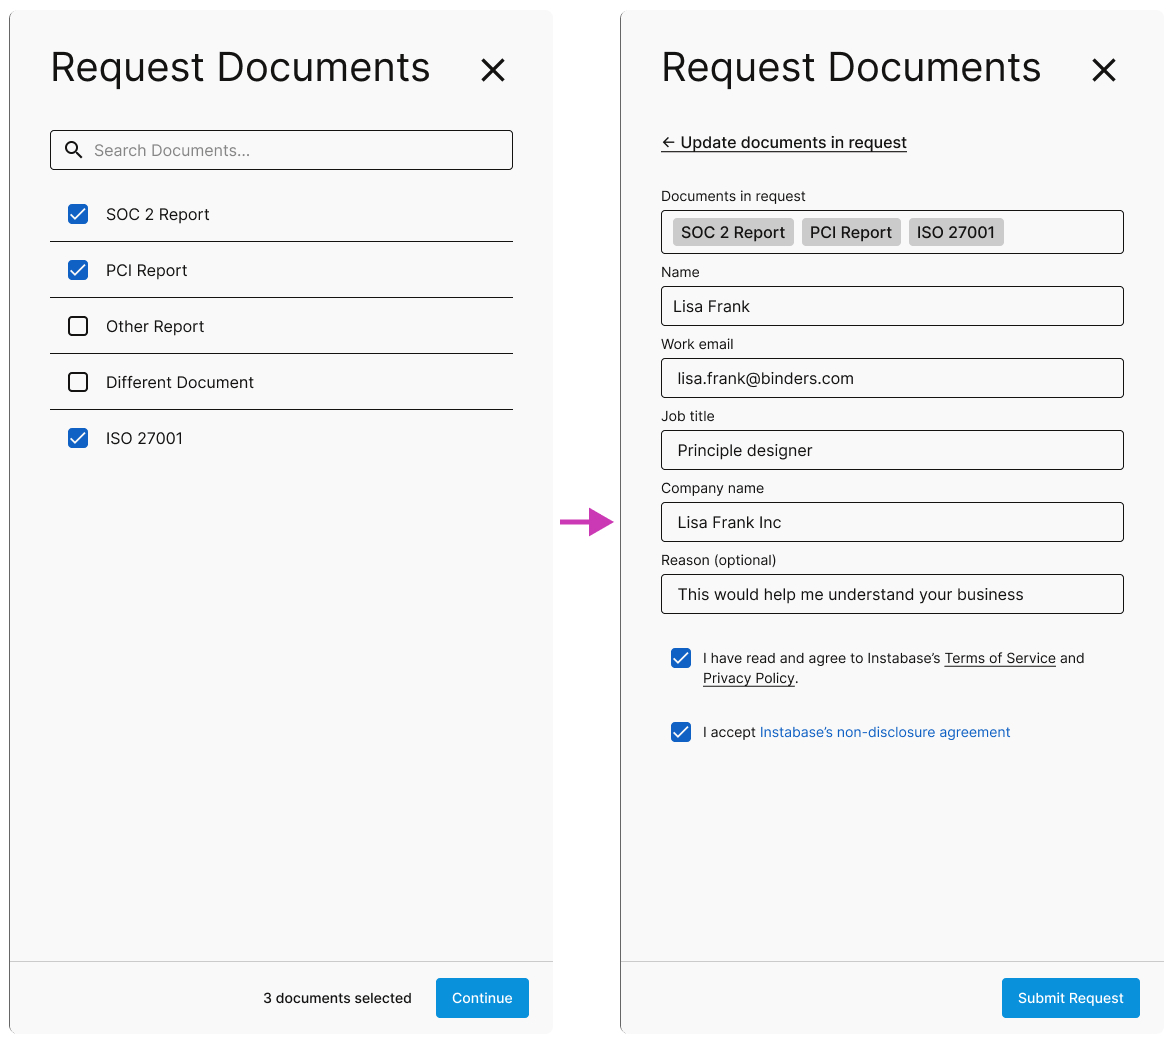 Request Documents
Search Documents...
SOC 2 Report
PCI Report
Other Report
Different Document
ISO 27001
3 documents selected
Continue
Request Documents
← Update documents in request
Documents in request
SOC 2 Report PCI Report ISO 27001
Name
Lisa Frank
Work email
lisa.frank@binders.com
Job title
Principle designer
Company name
Lisa Frank Inc
Reason (optional)
This would help me understand your business
I have read and agree to Instabase’s Terms of Service and
Privacy Policy.
I accept Instabase’s non-disclosure agreement
Submit Request